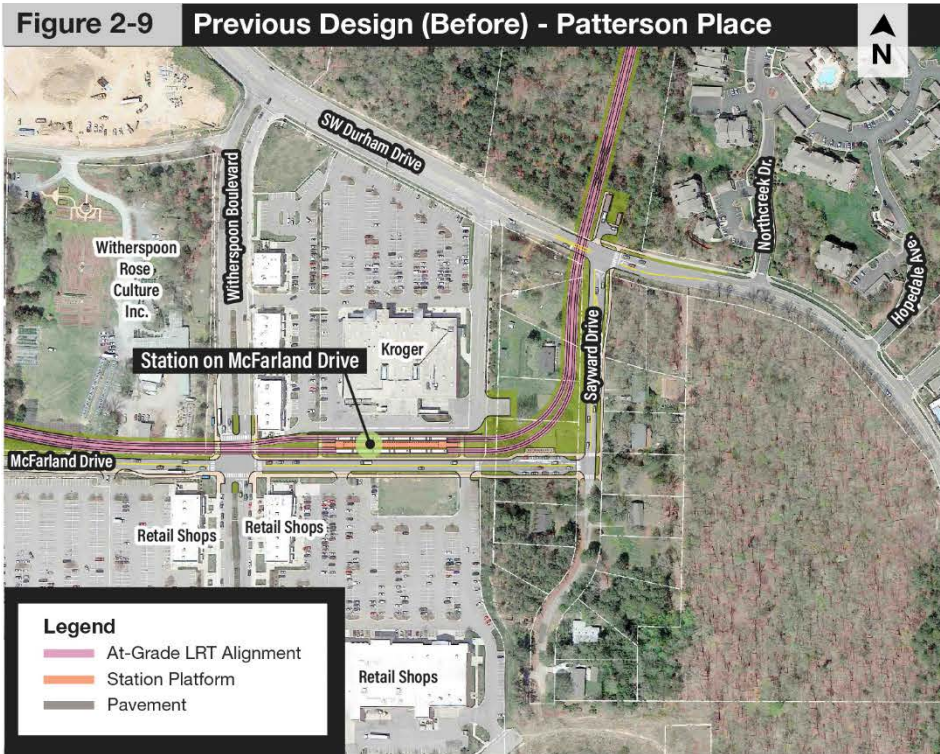 Figure 2-9
Previous Design (Before) - Patterson Place
N
SW Durham Drive
Witherspoon Boulevard
Northcreek Dr.
Hopedale Ave.
Witherspoon
Rose
Culture
Inc.
Kroger
Sayward Drive
Station on McFarland Drive
McFarland Drive
Retail Shops
Retail Shops
Retail Shops
Legend
At-Grade LRT Alignment
Station Platform
Pavement